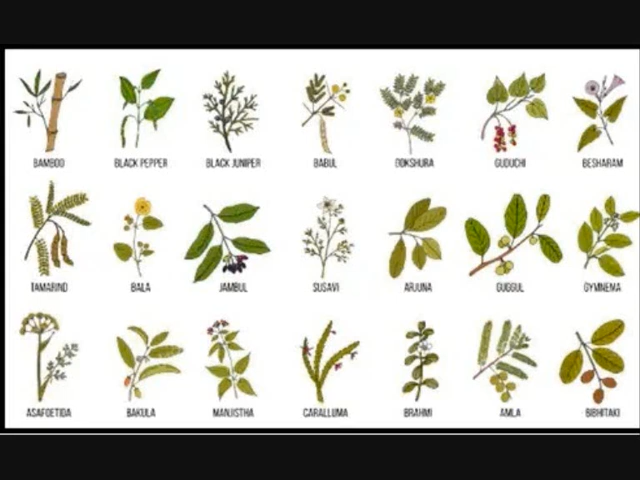 BAMBOO
BLACK PEPPER
BLACK JUNIPER
BABUL
GOKSHURA
GUDUCHI
BESHARAM
TAMARIND
BALA
JAMBUL
SUSAVI
ARJUNA
GUGGUL
GYMNEMA
ASAFOETIDA
BAKULA
MANJISTHA
CARALLUMA
BRAHMI
AMLA
BIBHITAKI